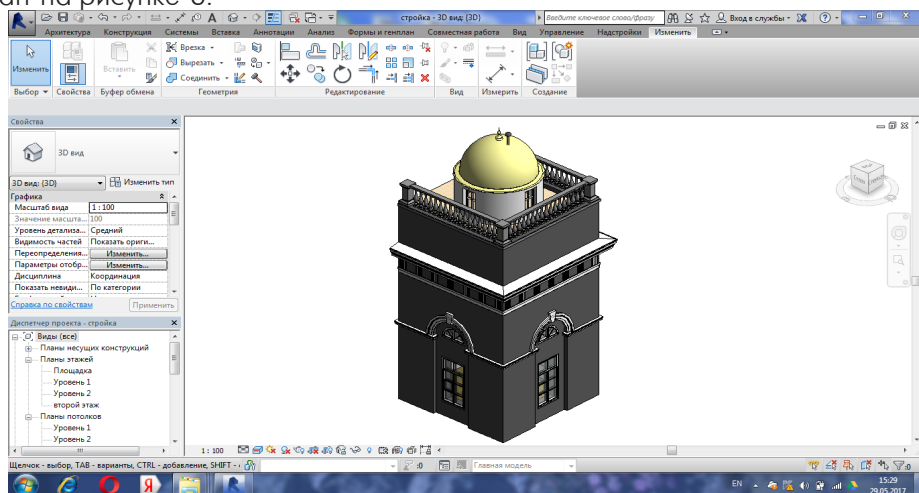 ан на рисунке 8.
стройка - 3D вид: {3D}
Введите ключевое слово/фразу
Вход в службы
Архитектура Конструкция Системы Вставка Аннотации Анализ Формы и генплан Совместная работа Вид Управление Надстройки Изменить
Изменить
Вставить
Врезка
Вырезать
Соединить
Выбор Свойства Буфер обмена Геометрия Редактирование Вид Измерить Создание
Свойства
3D вид
3D вид: {3D} Изменить тип
Графика
Масштаб вида 1 : 100
Значение масшта... 100
Уровень детализа... Средний
Видимость частей Показать ориги...
Переопределения... Изменить...
Параметры отобр... Изменить...
Дисциплина Координация
Показать невиди... По категории
Справка по свойствам Применить
Диспетчер проекта - стройка
Виды (все)
Планы несущих конструкций
Планы этажей
Площадка
Уровень 1
Уровень 2
второй этаж
Планы потолков
Уровень 1
Уровень 2
1 : 100
Щелчок - выбор, TAB - варианты, CTRL - добавление, SHIFT -
:0 Главная модель :0
EN 15:29
29.05.2017